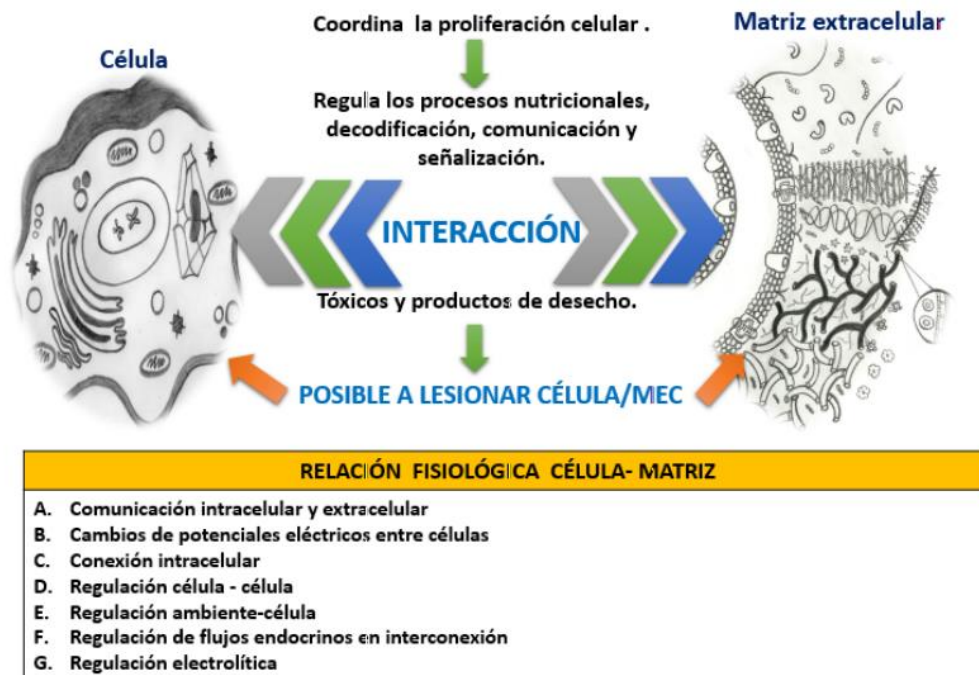 Coordina la proliferación celular .
Matriz extracelular
Célula
Regula los procesos nutricionales,
decodificación, comunicación y
señalización.
INTERACCIÓN
Tóxicos y productos de desecho.
POSIBLE A LESIONAR CÉLULA/MEC
RELACIÓN FISIOLÓGICA CÉLULA- MATRIZ
A. Comunicación intracelular y extracelular
B. Cambios de potenciales eléctricos entre células
C. Conexión intracelular
D. Regulación célula - célula
E. Regulación ambiente-célula
F. Regulación de flujos endocrinos en interconexión
G. Regulación electrolítica